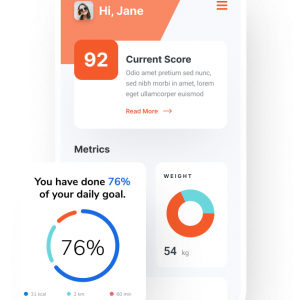 Hi, Jane
92
Current Score
Odio amet pretium sed nunc,
sed nibh morbi in amet, lorem
eget ullamcorper euismod
Read More
Metrics
You have done 76%
of your daily goal.
76%
WEIGHT
54 kg
31 kcal
2 km
60 min